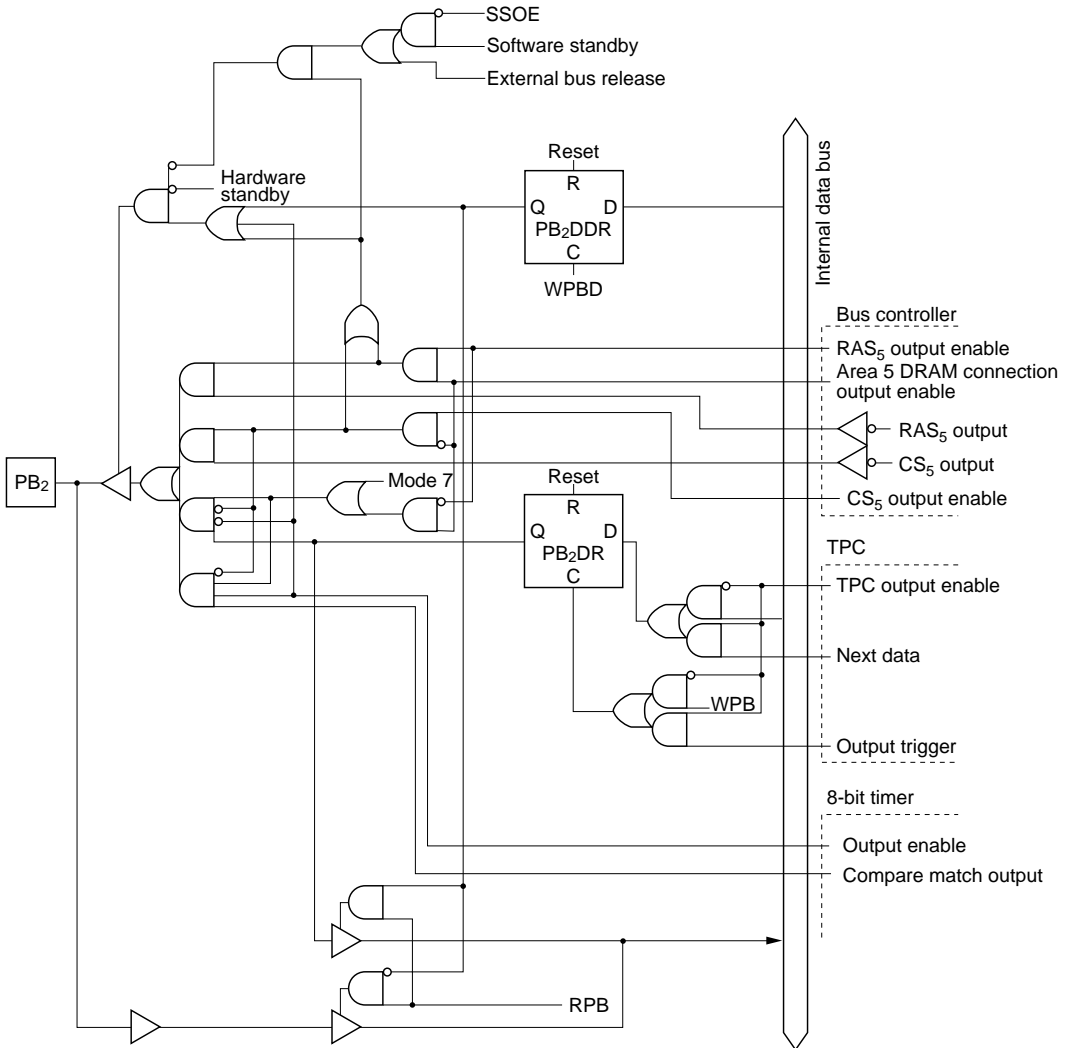 SSOE
Software standby
External bus release
Internal data bus
Reset
R
Q D
PB₂DDR
C
WPBD
Hardware
standby
Bus controller
RAS₅ output enable
Area 5 DRAM connection
output enable
RAS₅ output
CS₅ output
CS₅ output enable
Mode 7
PB₂
Reset
R
Q D
PB₂DR
C
TPC
TPC output enable
Next data
WPB
Output trigger
8-bit timer
Output enable
Compare match output
RPB